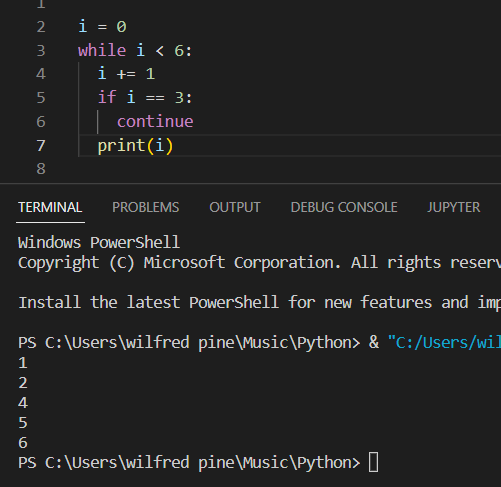 1
2 i = 0
3 while i < 6:
4 i += 1
5 if i == 3:
6 continue
7 print(i)
8
TERMINAL PROBLEMS OUTPUT DEBUG CONSOLE JUPYTER
Windows PowerShell
Copyright (C) Microsoft Corporation. All rights reserv
Install the latest PowerShell for new features and imp
PS C:\Users\wilfred pine\Music\Python> & "C:/Users/wil
1
2
4
5
6
PS C:\Users\wilfred pine\Music\Python>